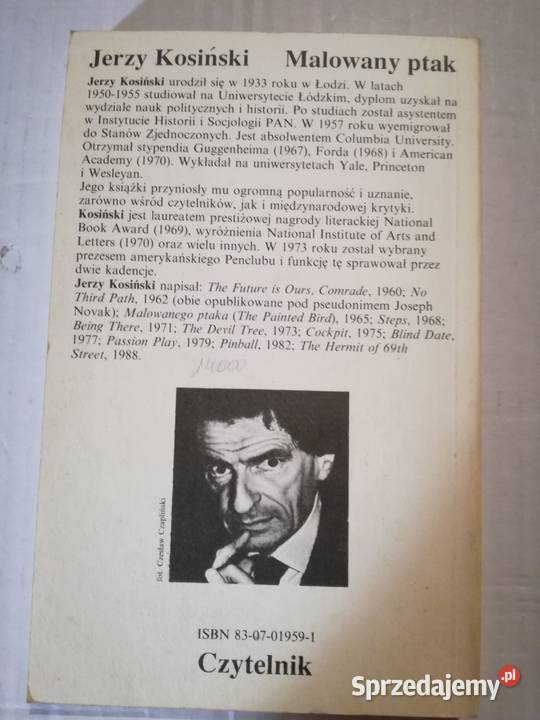 Jerzy Kosiński Malowany ptak
Jerzy Kosiński urodził się w 1933 roku w Łodzi. W latach
1950-1955 studiował na Uniwersytecie Łódzkim, dyplom uzyskał na
wydziale nauk politycznych i historii. Po studiach został asystentem
w Instytucie Historii i Socjologii PAN. W 1957 roku wyemigrował
do Stanów Zjednoczonych. Jest absolwentem Columbia University.
Otrzymał stypendia Guggenheima (1967), Forda (1968) i American
Academy (1970). Wykładał na uniwersytetach Yale, Princeton
i Wesleyan.
Jego książki przyniosły mu ogromną popularność i uznanie,
zarówno wśród czytelników, jak i międzynarodowej krytyki.
Kosiński jest laureatem prestiżowej nagrody literackiej National
Book Award (1969), wyróżnienia National Institute of Arts and
Letters (1970) oraz wielu innych. W 1973 roku został wybrany
prezesem amerykańskiego Penclubu i funkcję tę sprawował przez
dwie kadencje.
Jerzy Kosiński napisał: The Future is Ours, Comrade, 1960; No
Third Path, 1962 (obie opublikowane pod pseudonimem Joseph
Novak); Malowanego ptaka (The Painted Bird), 1965; Steps, 1968;
Being There, 1971; The Devil Tree, 1973; Cockpit, 1975; Blind Date,
1977; Passion Play, 1979; Pinball, 1982; The Hermit of 69th
Street, 1988.
14000
fot. Czesław Czapliński
ISBN 83-07-01959-1
Czytelnik
Sprzedajemy.pl